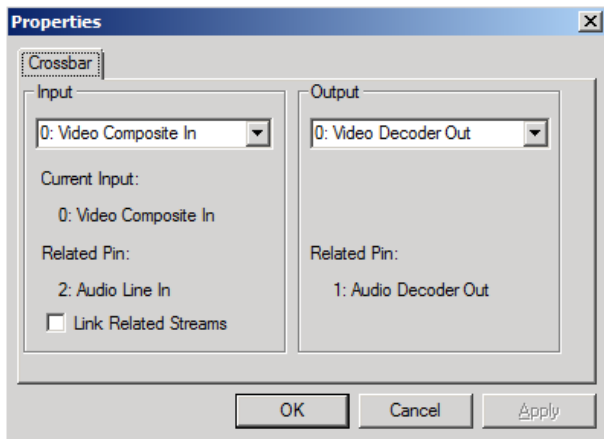 Properties
Crossbar
Input
0: Video Composite In
Current Input:
0: Video Composite In
Related Pin:
2: Audio Line In
Link Related Streams
Output
0: Video Decoder Out
Related Pin:
1: Audio Decoder Out
OK
Cancel
Apply